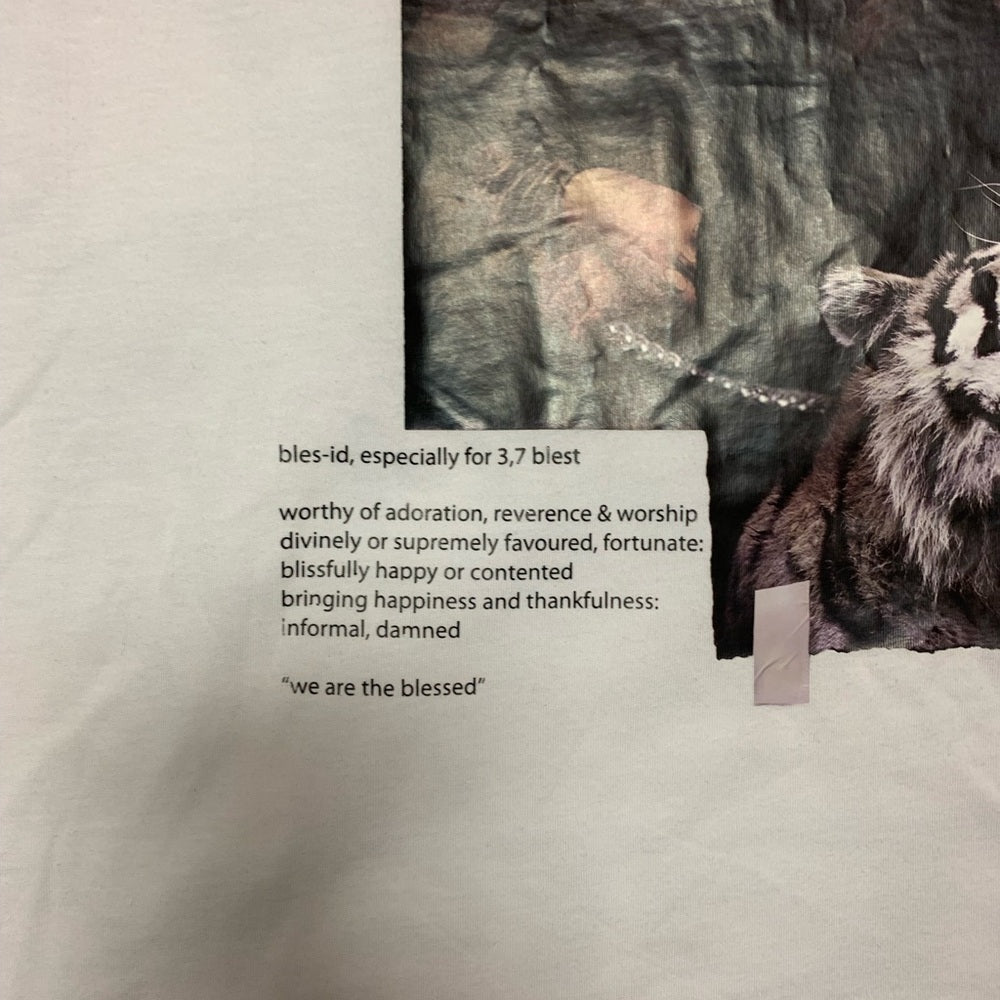 bles-id, especially for 3,7 blest
worthy of adoration, reverence & worship
divinely or supremely favoured, fortunate:
blissfully happy or contented
bringing happiness and thankfulness:
informal, damned
“we are the blessed”